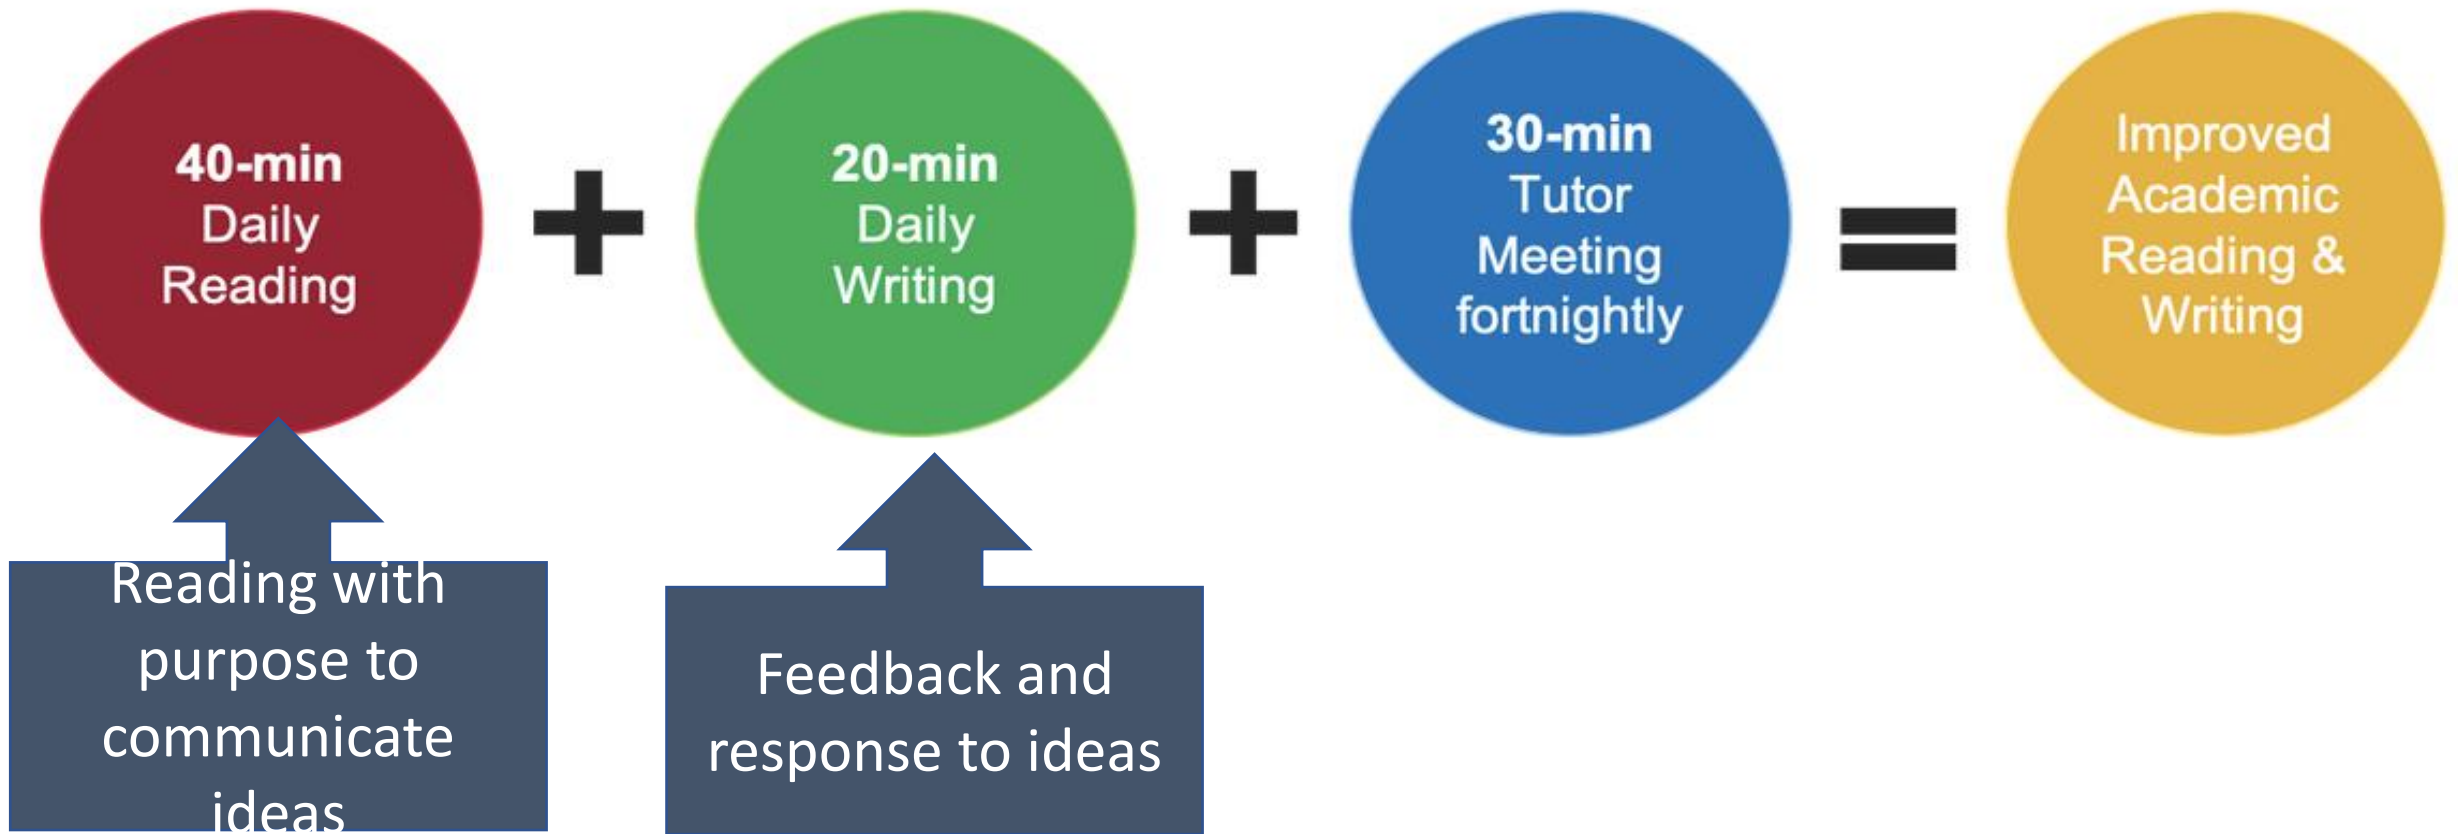 40-min
Daily
Reading
+
20-min
Daily
Writing
+
30-min
Tutor
Meeting
fortnightly
=
Improved
Academic
Reading &
Writing
Reading with
purpose to
communicate
ideas
Feedback and
response to ideas